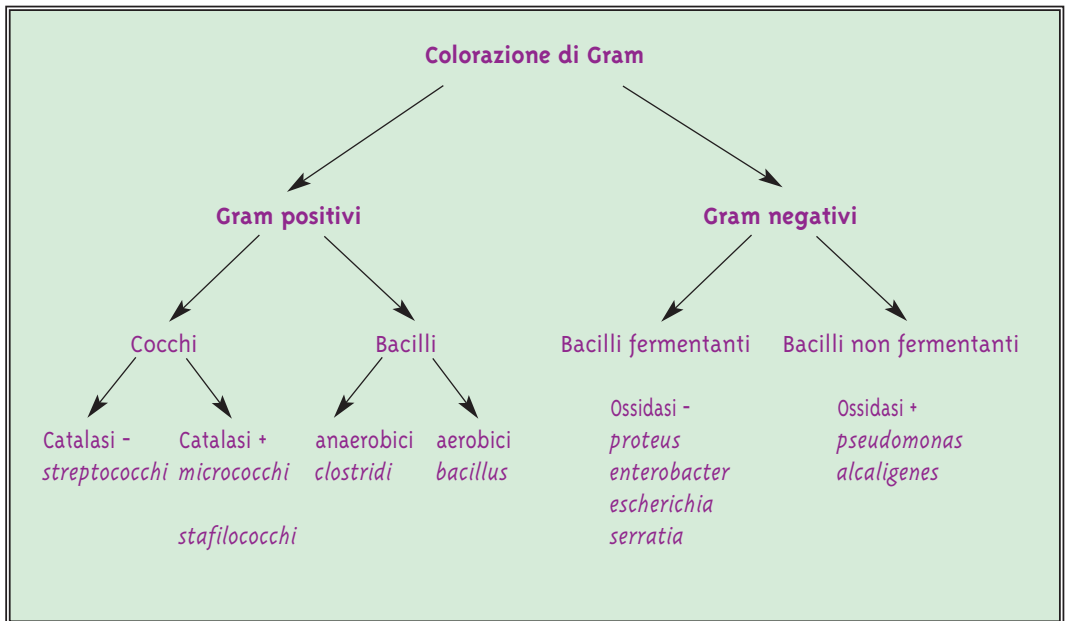 Colorazione di Gram
Gram positivi
Gram negativi
Cocchi
Bacilli
Bacilli fermentanti
Bacilli non fermentanti
Catalasi -
streptococchi
Catalasi +
micrococchi
stafilococchi
anaerobici
clostridi
aerobici
bacillus
Ossidasi -
proteus
enterobacter
escherichia
serratia
Ossidasi +
pseudomonas
alcaligenes